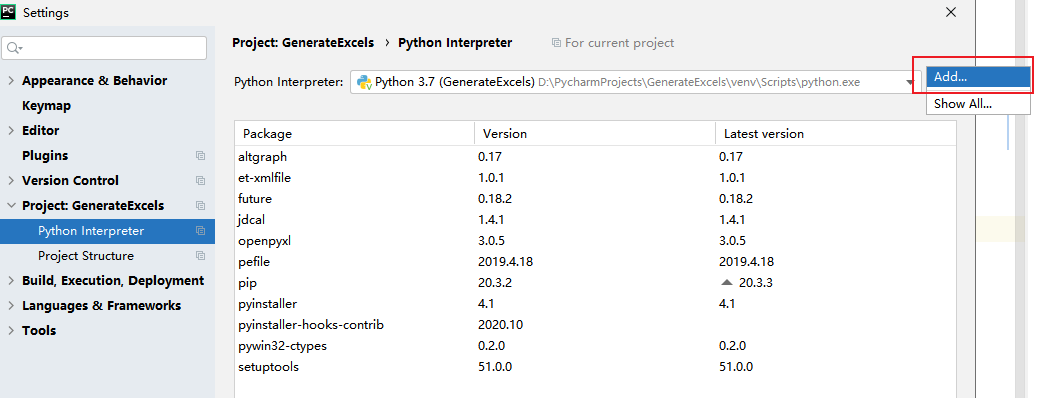 PC Settings
Project: GenerateExcels › Python Interpreter For current project
Appearance & Behavior
Keymap
Editor
Plugins
Version Control
Project: GenerateExcels
Python Interpreter
Project Structure
Build, Execution, Deployment
Languages & Frameworks
Tools
Python Interpreter: Python 3.7 (GenerateExcels) D:\PycharmProjects\GenerateExcels\venv\Scripts\python.exe
Add...
Show All...
Package Version Latest version
altgraph 0.17 0.17
et-xmlfile 1.0.1 1.0.1
future 0.18.2 0.18.2
jdcal 1.4.1 1.4.1
openpyxl 3.0.5 3.0.5
pefile 2019.4.18 2019.4.18
pip 20.3.2 20.3.3
pyinstaller 4.1 4.1
pyinstaller-hooks-contrib 2020.10
pywin32-ctypes 0.2.0 0.2.0
setuptools 51.0.0 51.0.0